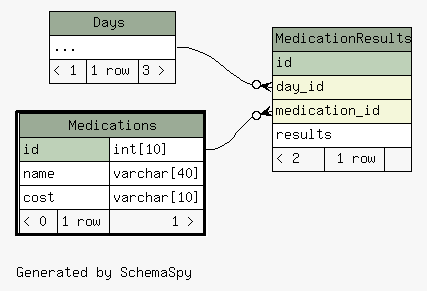 Days
...
< 1 1 row 3 >
MedicationResults
id
day_id
medication_id
results
< 2 1 row
Medications
id int[10]
name varchar[40]
cost varchar[10]
< 0 1 row 1 >
Generated by SchemaSpy